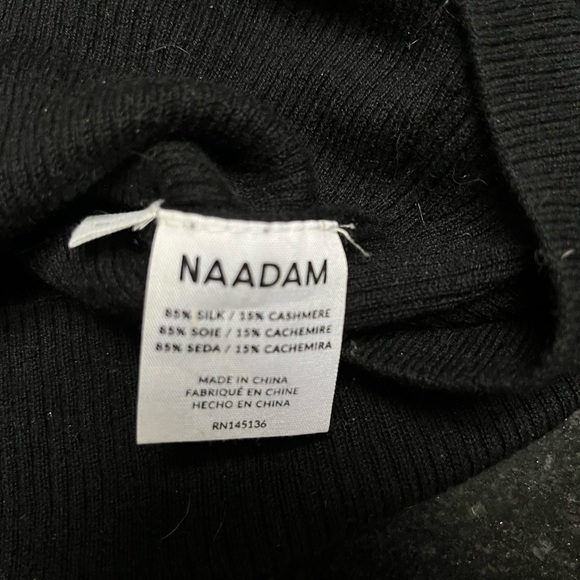 NAADAM
85% SILK / 15% CASHMERE
85% SOIE / 15% CACHEMIRE
85% SEDA / 15% CACHEMIRA
MADE IN CHINA
FABRIQUÉ EN CHINE
HECHO EN CHINA
RN145136